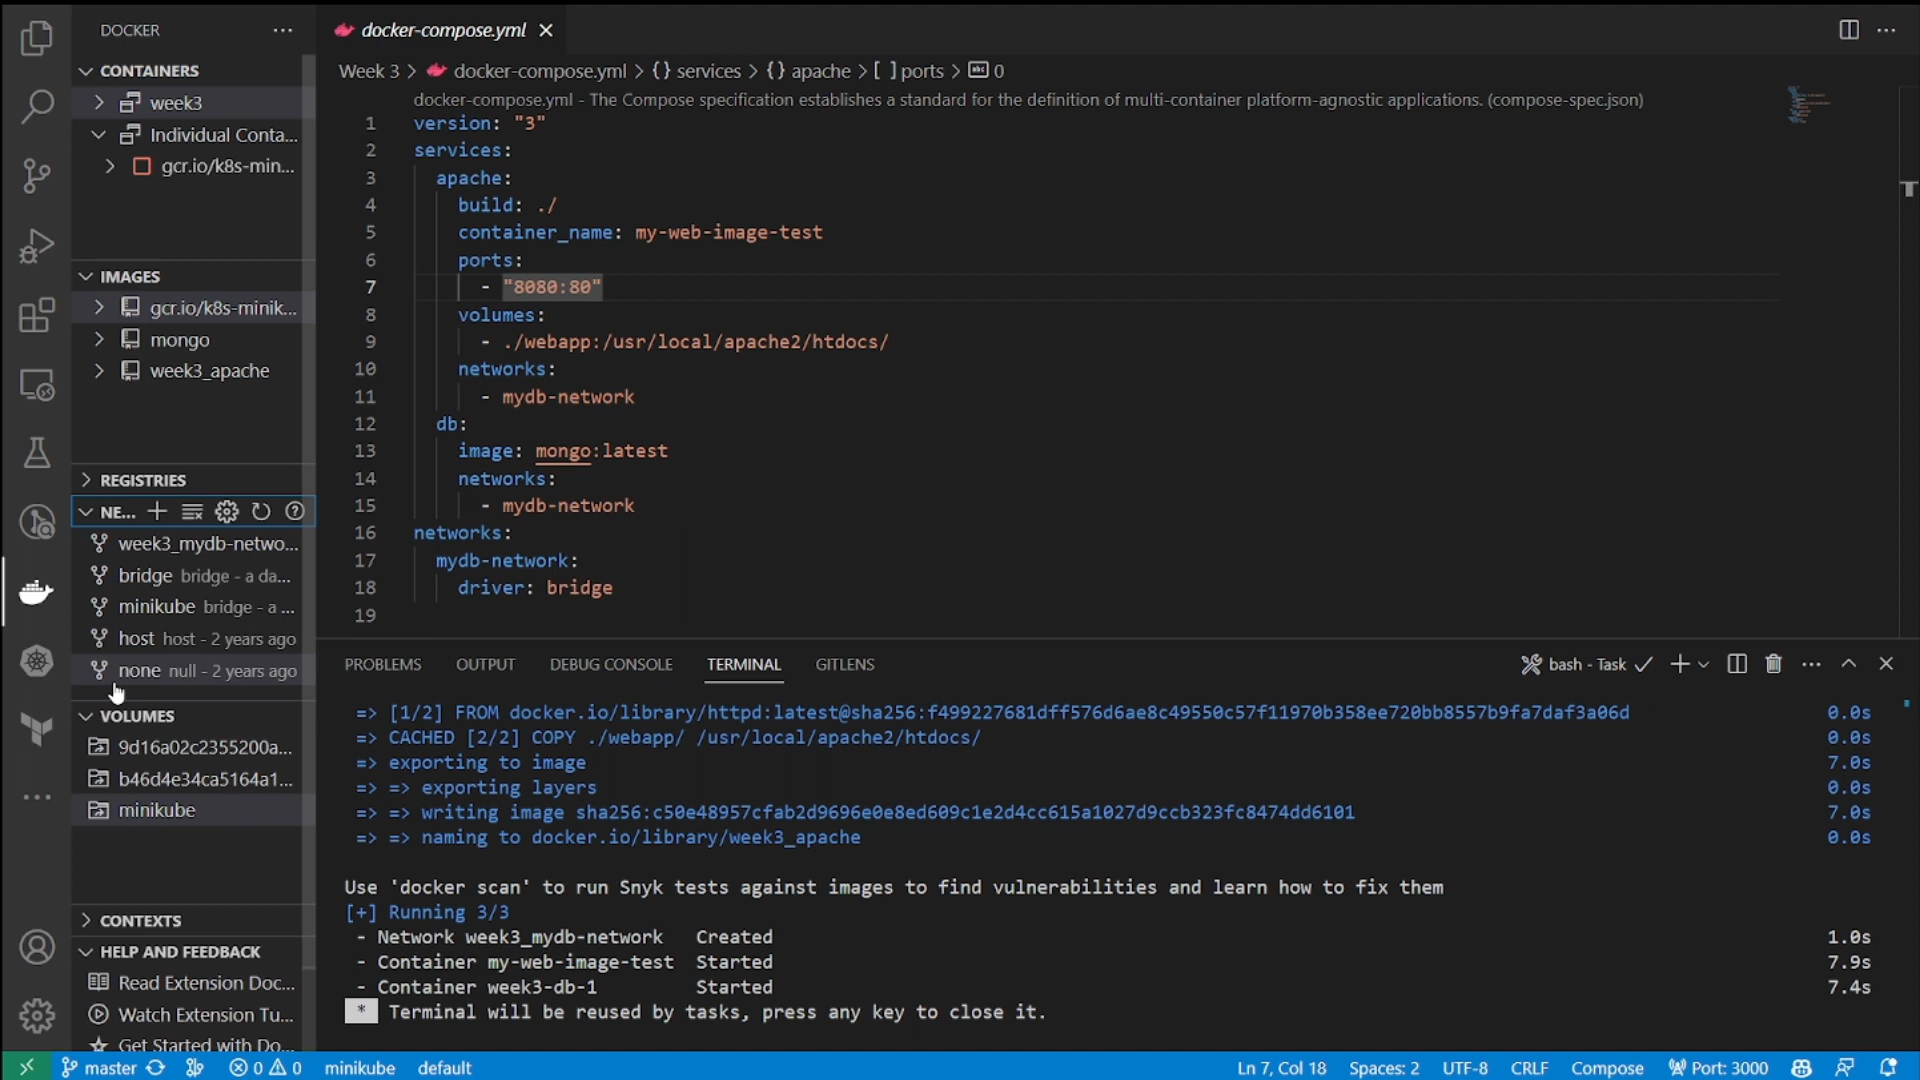 DOCKER
CONTAINERS
week3
Individual Conta...
gcr.io/k8s-min...
IMAGES
gcr.io/k8s-minik...
mongo
week3_apache
REGISTRIES
NE...
week3_mydb-netwo...
bridge bridge - a da...
minikube bridge - a ...
host host - 2 years ago
none null - 2 years ago
VOLUMES
9d16a02c2355200a...
b46d4e34ca5164a1...
minikube
CONTEXTS
HELP AND FEEDBACK
Read Extension Doc...
Watch Extension Tu...
Get Started with Do...
docker-compose.yml
Week 3 > docker-compose.yml > {} services > {} apache > [ ] ports > abc 0
docker-compose.yml - The Compose specification establishes a standard for the definition of multi-container platform-agnostic applications. (compose-spec.json)
1 version: "3"
2 services:
3 apache:
4 build: ./
5 container_name: my-web-image-test
6 ports:
7 - "8080:80"
8 volumes:
9 - ./webapp:/usr/local/apache2/htdocs/
10 networks:
11 - mydb-network
12 db:
13 image: mongo:latest
14 networks:
15 - mydb-network
16 networks:
17 mydb-network:
18 driver: bridge
19
PROBLEMS OUTPUT DEBUG CONSOLE TERMINAL GITLENS bash - Task
=> [1/2] FROM docker.io/library/httpd:latest@sha256:f499227681dff576d6ae8c49550c57f11970b358ee720bb8557b9fa7daf3a06d 0.0s
=> CACHED [2/2] COPY ./webapp/ /usr/local/apache2/htdocs/ 0.0s
=> exporting to image 7.0s
=> => exporting layers 0.0s
=> => writing image sha256:c50e48957cfab2d9696e0e8ed609c1e2d4cc615a1027d9ccb323fc8474dd6101 7.0s
=> => naming to docker.io/library/week3_apache 0.0s
Use 'docker scan' to run Snyk tests against images to find vulnerabilities and learn how to fix them
[+] Running 3/3
- Network week3_mydb-network Created 1.0s
- Container my-web-image-test Started 7.9s
- Container week3-db-1 Started 7.4s
* Terminal will be reused by tasks, press any key to close it.
master 0 0 minikube default Ln 7, Col 18 Spaces: 2 UTF-8 CRLF Compose Port: 3000